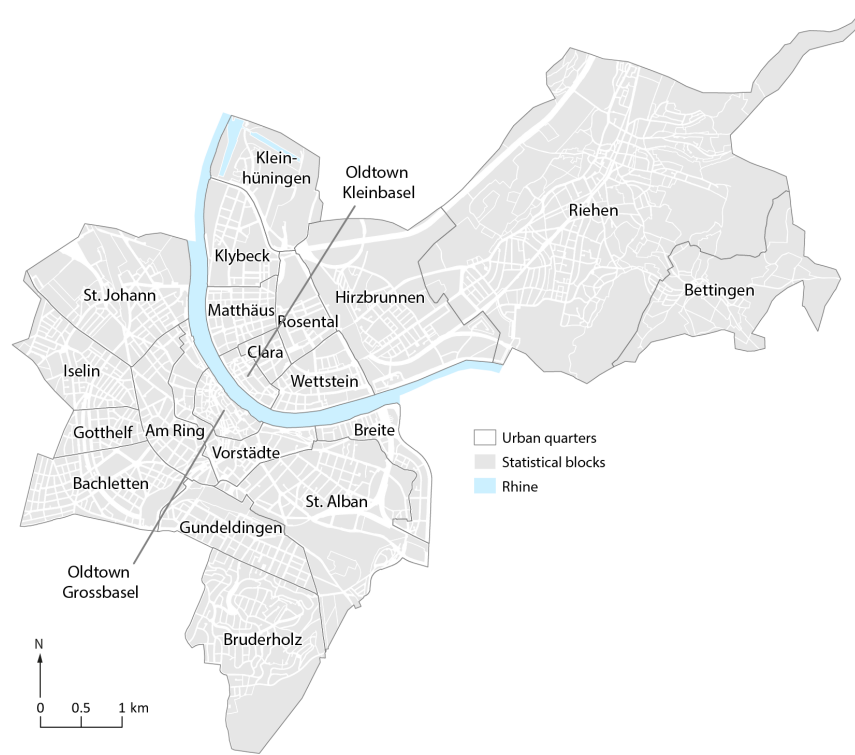 Klein-
hüningen
Oldtown
Kleinbasel
Riehen
Klybeck
Bettingen
St. Johann
Hirzbrunnen
Matthäus
Rosental
Clara
Iselin
Wettstein
Gotthelf
Am Ring
Breite
Vorstädte
Bachletten
St. Alban
Gundeldingen
Oldtown
Grossbasel
Bruderholz
Urban quarters
Statistical blocks
Rhine
N
0 0.5 1 km